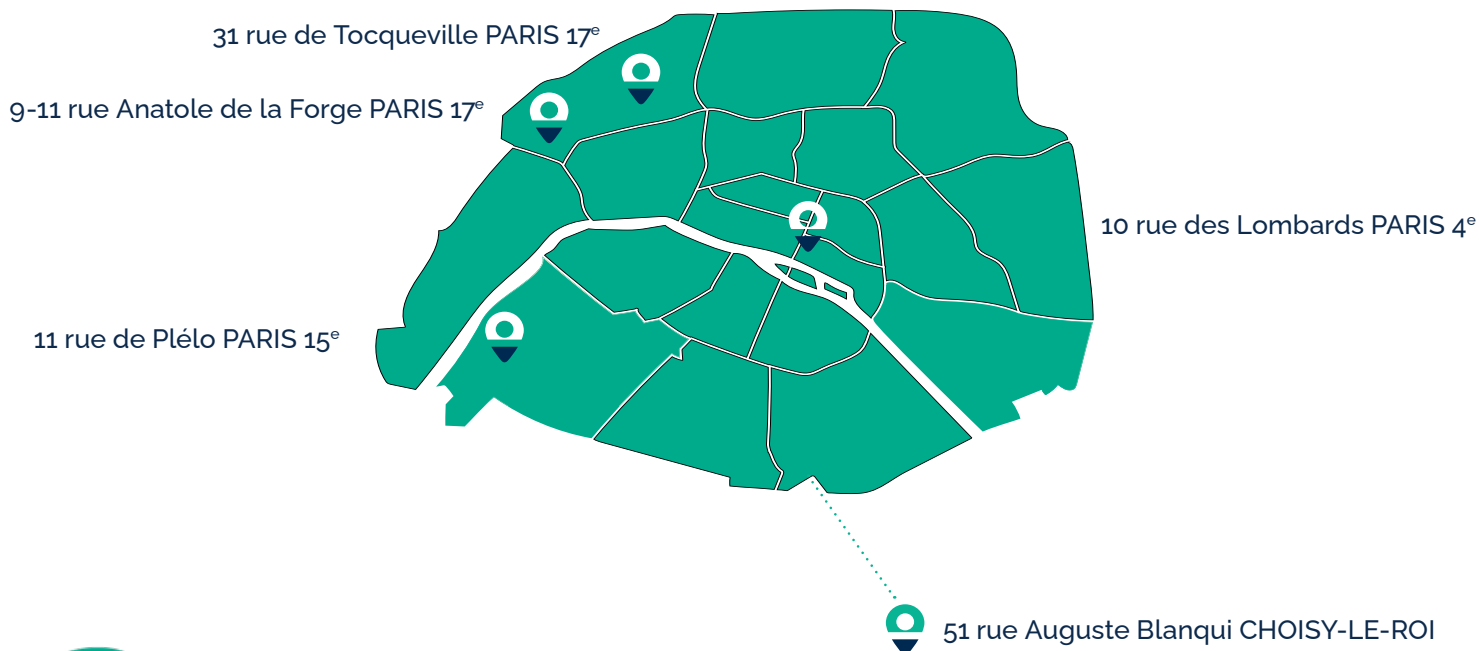 31 rue de Tocqueville PARIS 17e
9-11 rue Anatole de la Forge PARIS 17e
10 rue des Lombards PARIS 4e
11 rue de Plélo PARIS 15e
51 rue Auguste Blanqui CHOISY-LE-ROI